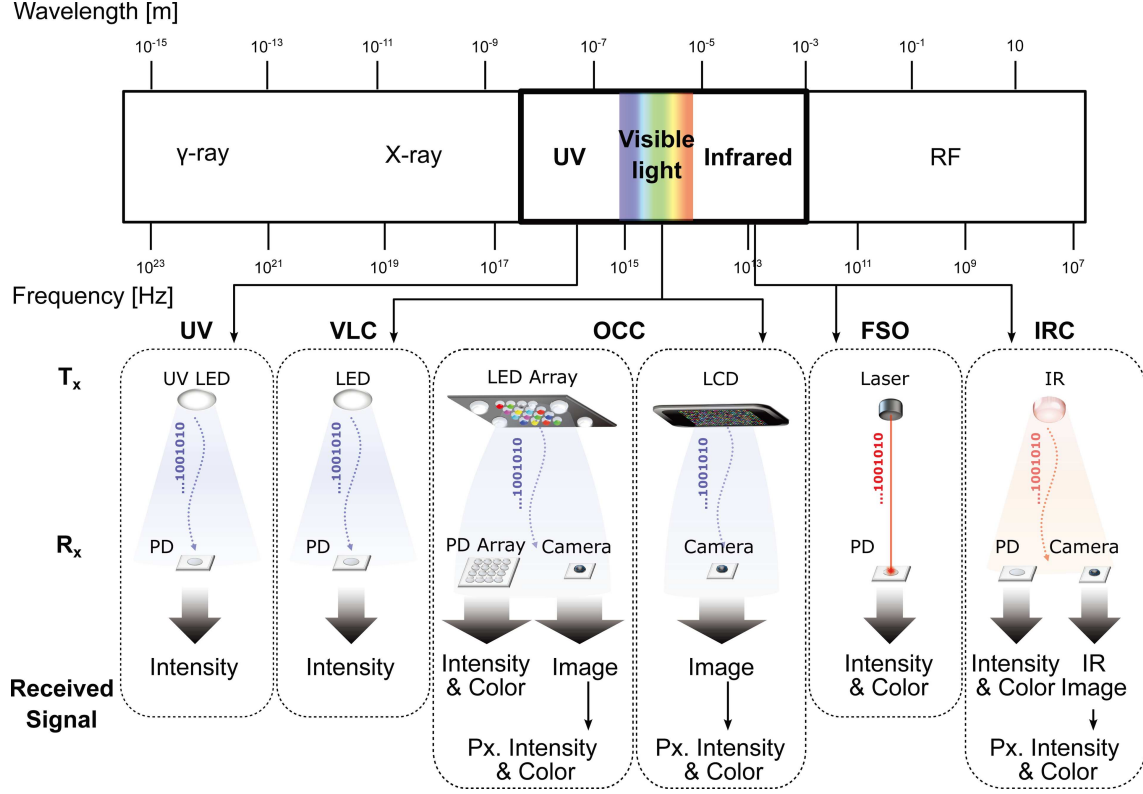 Wavelength [m]
10-15 10-13 10-11 10-9 10-7 10-5 10-3 10-1 10
γ-ray X-ray UV Visible light Infrared RF
1023 1021 1019 1017 1015 1013 1011 109 107
Frequency [Hz]
UV VLC OCC FSO IRC
Tx
UV LED LED LED Array LCD Laser IR
...1001010 ...1001010 ...1001010 ...1001010 ...1001010 ...1001010
Rx
PD PD PD Array Camera Camera PD PD Camera
Received
Signal
Intensity
Intensity
Intensity
& Color
Image
Px. Intensity
& Color
Image
Px. Intensity
& Color
Intensity
& Color
Intensity
& Color
IR
Image
Px. Intensity
& Color